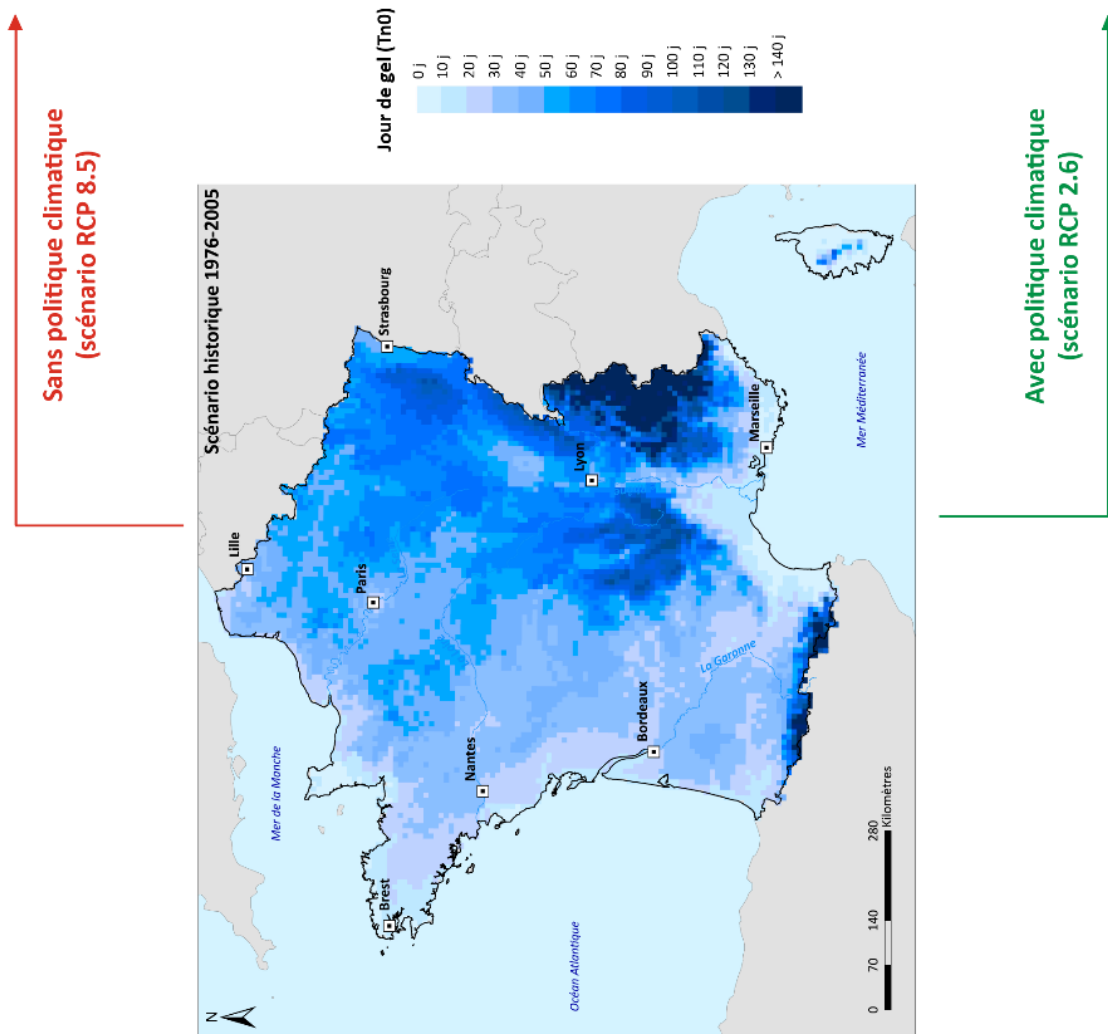 Sans politique climatique
(scénario RCP 8.5)
Scénario historique 1976-2005
N
Mer de la Manche
Lille
Strasbourg
Paris
Brest
Nantes
Océan Atlantique
Lyon
Bordeaux
La Garonne
Marseille
Mer Méditerranée
0 70 140 280
Kilomètres
Jour de gel (Tn0)
0 j
10 j
20 j
30 j
40 j
50 j
60 j
70 j
80 j
90 j
100 j
110 j
120 j
130 j
> 140 j
Avec politique climatique
(scénario RCP 2.6)